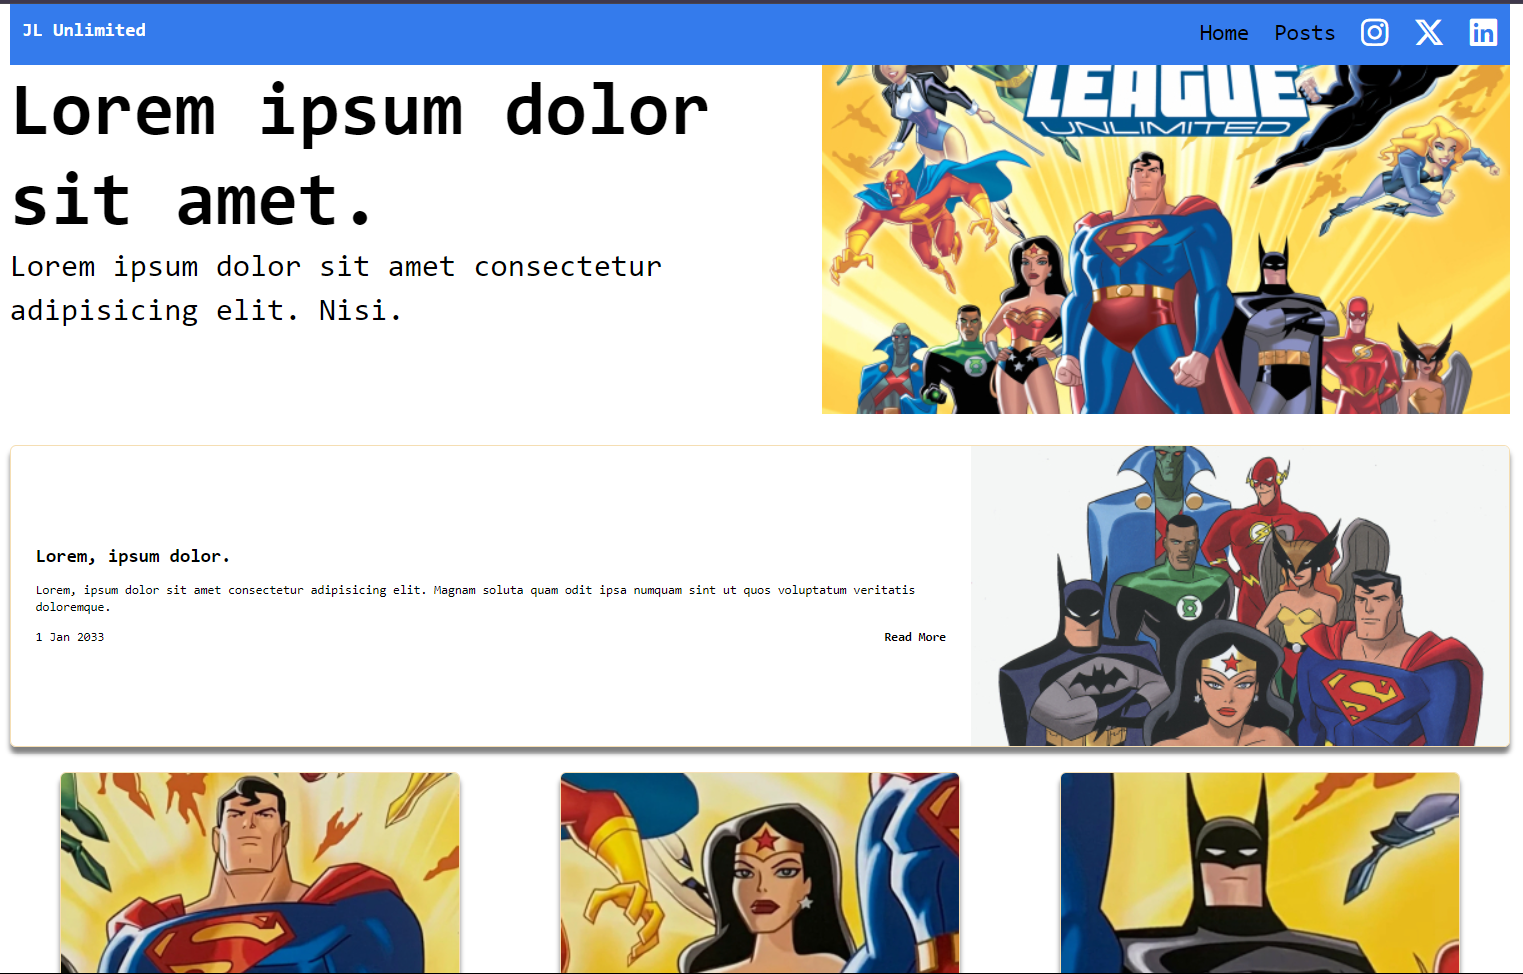 JL Unlimited
Home Posts
Lorem ipsum dolor
sit amet.
Lorem ipsum dolor sit amet consectetur
adipisicing elit. Nisi.
LEAGUE
UNLIMITED
Lorem, ipsum dolor.
Lorem, ipsum dolor sit amet consectetur adipisicing elit. Magnam soluta quam odit ipsa numquam sint ut quos voluptatum veritatis
doloremque.
1 Jan 2033
Read More